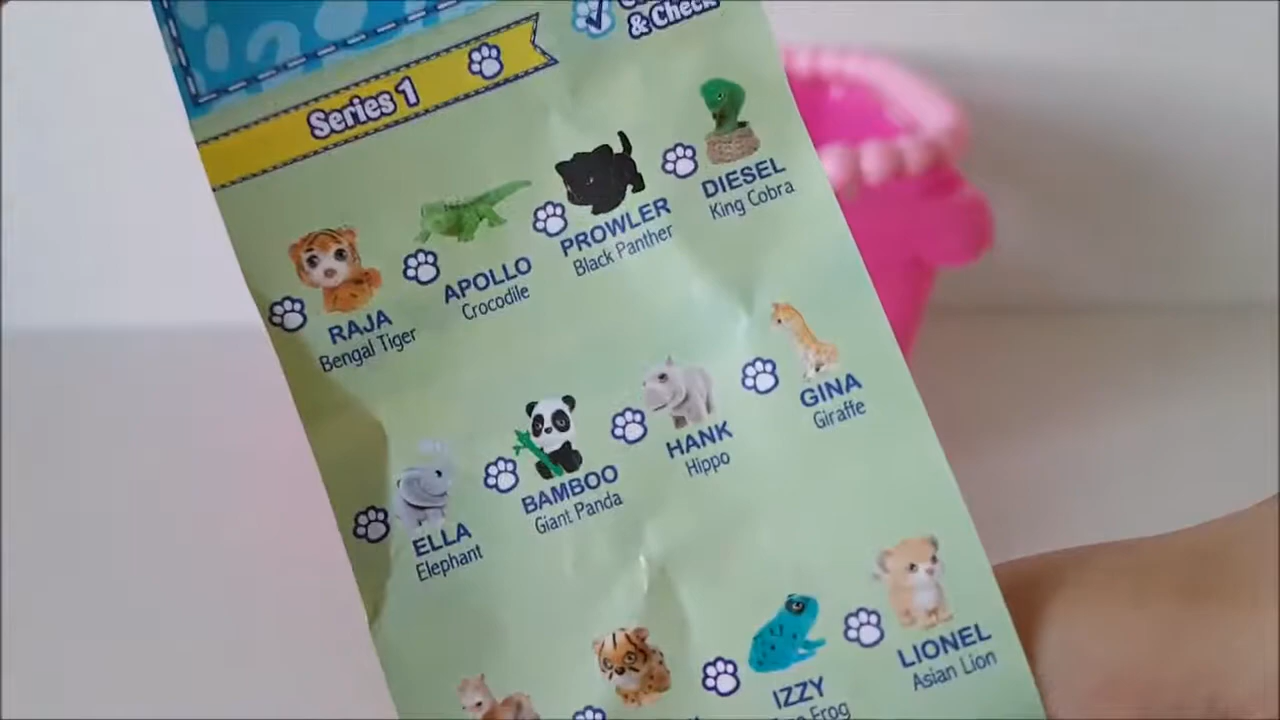 & Check
Series 1
RAJA
Bengal Tiger
APOLLO
Crocodile
PROWLER
Black Panther
DIESEL
King Cobra
ELLA
Elephant
BAMBOO
Giant Panda
HANK
Hippo
GINA
Giraffe
IZZY
Frog
LIONEL
Asian Lion